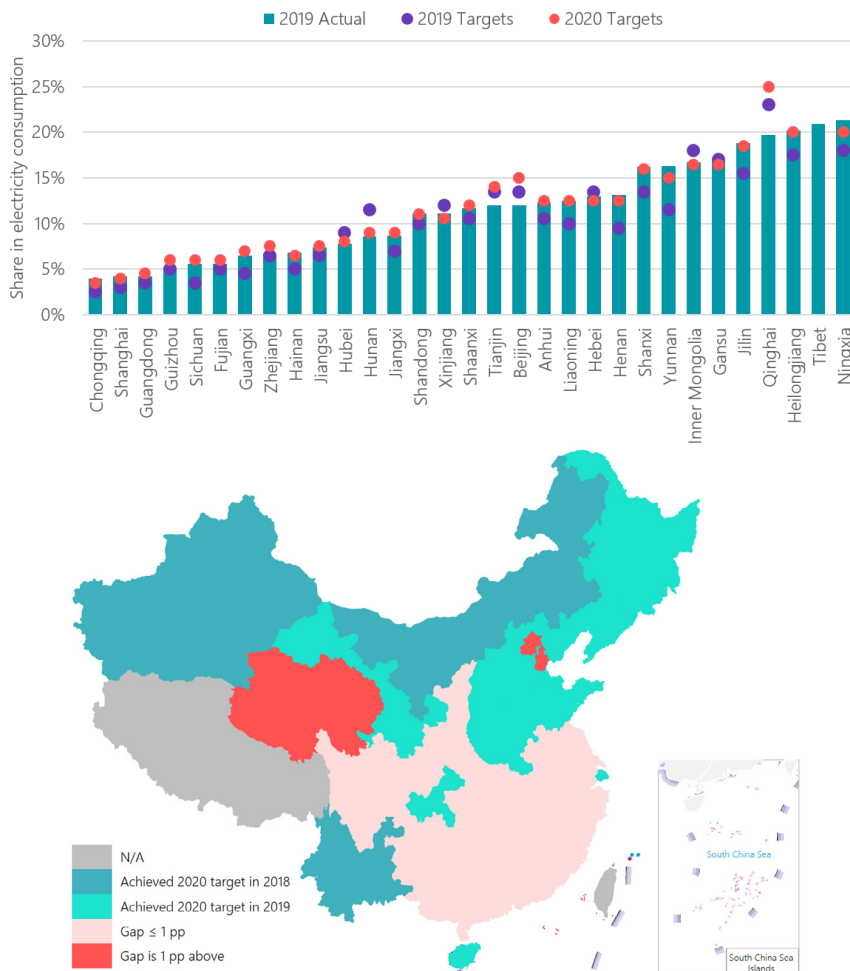 2019 Actual 2019 Targets 2020 Targets
Share in electricity consumption
30%
25%
20%
15%
10%
5%
0%
Chongqing
Shanghai
Guangdong
Guizhou
Sichuan
Fujian
Guangxi
Zhejiang
Hainan
Jiangsu
Hubei
Hunan
Jiangxi
Shandong
Xinjiang
Shaanxi
Tianjin
Beijing
Anhui
Liaoning
Hebei
Henan
Shanxi
Yunnan
Inner Mongolia
Gansu
Jilin
Qinghai
Heilongjiang
Tibet
Ningxia
N/A
Achieved 2020 target in 2018
Achieved 2020 target in 2019
Gap ≤ 1 pp
Gap is 1 pp above
South China Sea
South China Sea
Islands